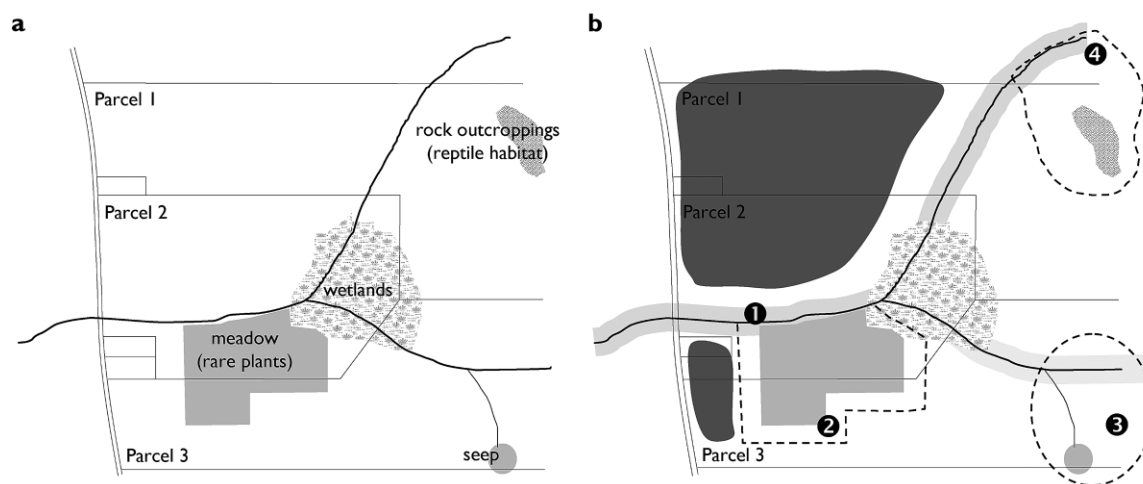 a
Parcel 1
rock outcroppings
(reptile habitat)
Parcel 2
wetlands
meadow
(rare plants)
Parcel 3
seep
b
4
Parcel 1
Parcel 2
1
3
2
Parcel 3